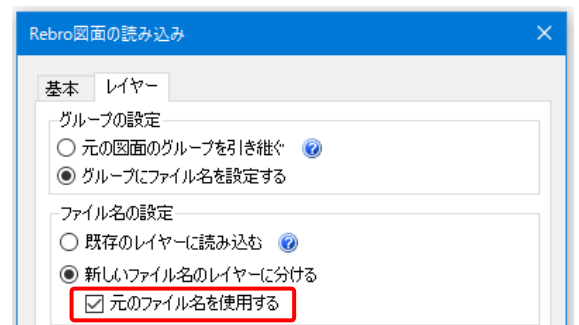 Rebro図面の読み込み
基本 レイヤー
グループの設定
元の図面のグループを引き継ぐ
グループにファイル名を設定する
ファイル名の設定
既存のレイヤーに読み込む
新しいファイル名のレイヤーに分ける
元のファイル名を使用する